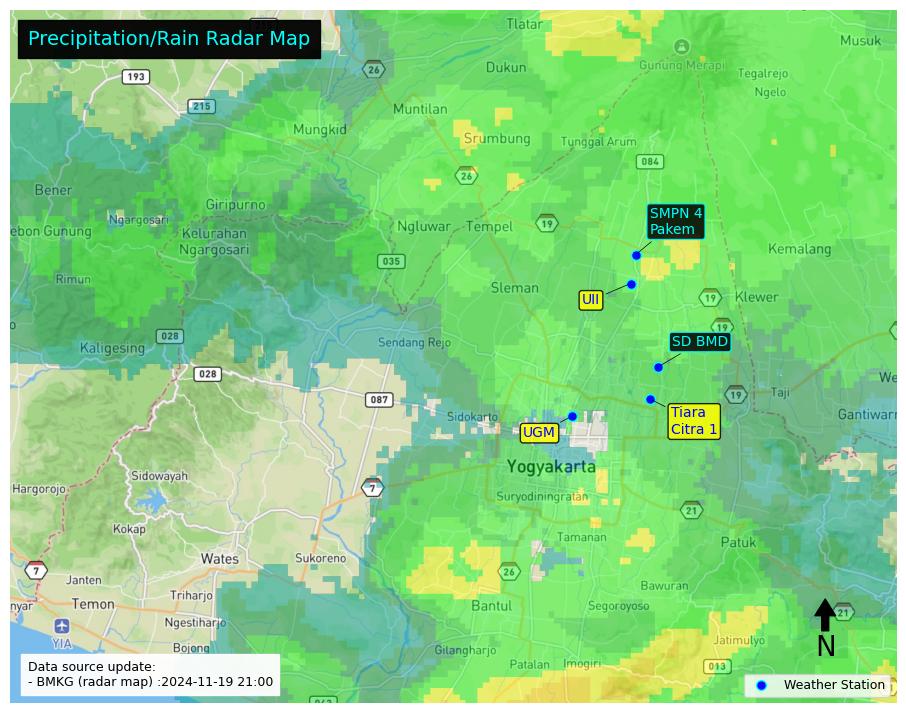 Precipitation/Rain Radar Map
Tlatar
Musuk
26
193
Dukun
Gunung Merapi
Tegalrejo
Ngelo
215
Muntilan
Mungkid
Srumbung
Tunggal Arum
084
26
Bener
Giripurno
SMPN 4
Pakem
Ngargosari
ebon Gunung
Kelurahan
Ngargosari
Ngluwar
Tempel
19
Kemalang
035
Rimun
Sleman
UII
19
Klewer
19
028
Kaligesing
Sendang Rejo
SD BMD
028
We
087
19
Taji
Sidokarto
UGM
Tiara
Citra 1
Gantiwarn
Yogyakarta
Sidowayah
Hargorojo
7
Suryodiningratan
21
Kokap
Tamanan
Patuk
Wates
Sukoreno
7
26
Janten
Triharjo
Bawuran
nyar
Temon
Bantul
Segoroyoso
21
Ngestiharjo
YIA
N
Jatimulyo
Bojong
Gitangharjo
Patalan
Imogiri
013
Data source update:
- BMKG (radar map) :2024-11-19 21:00
Weather Station